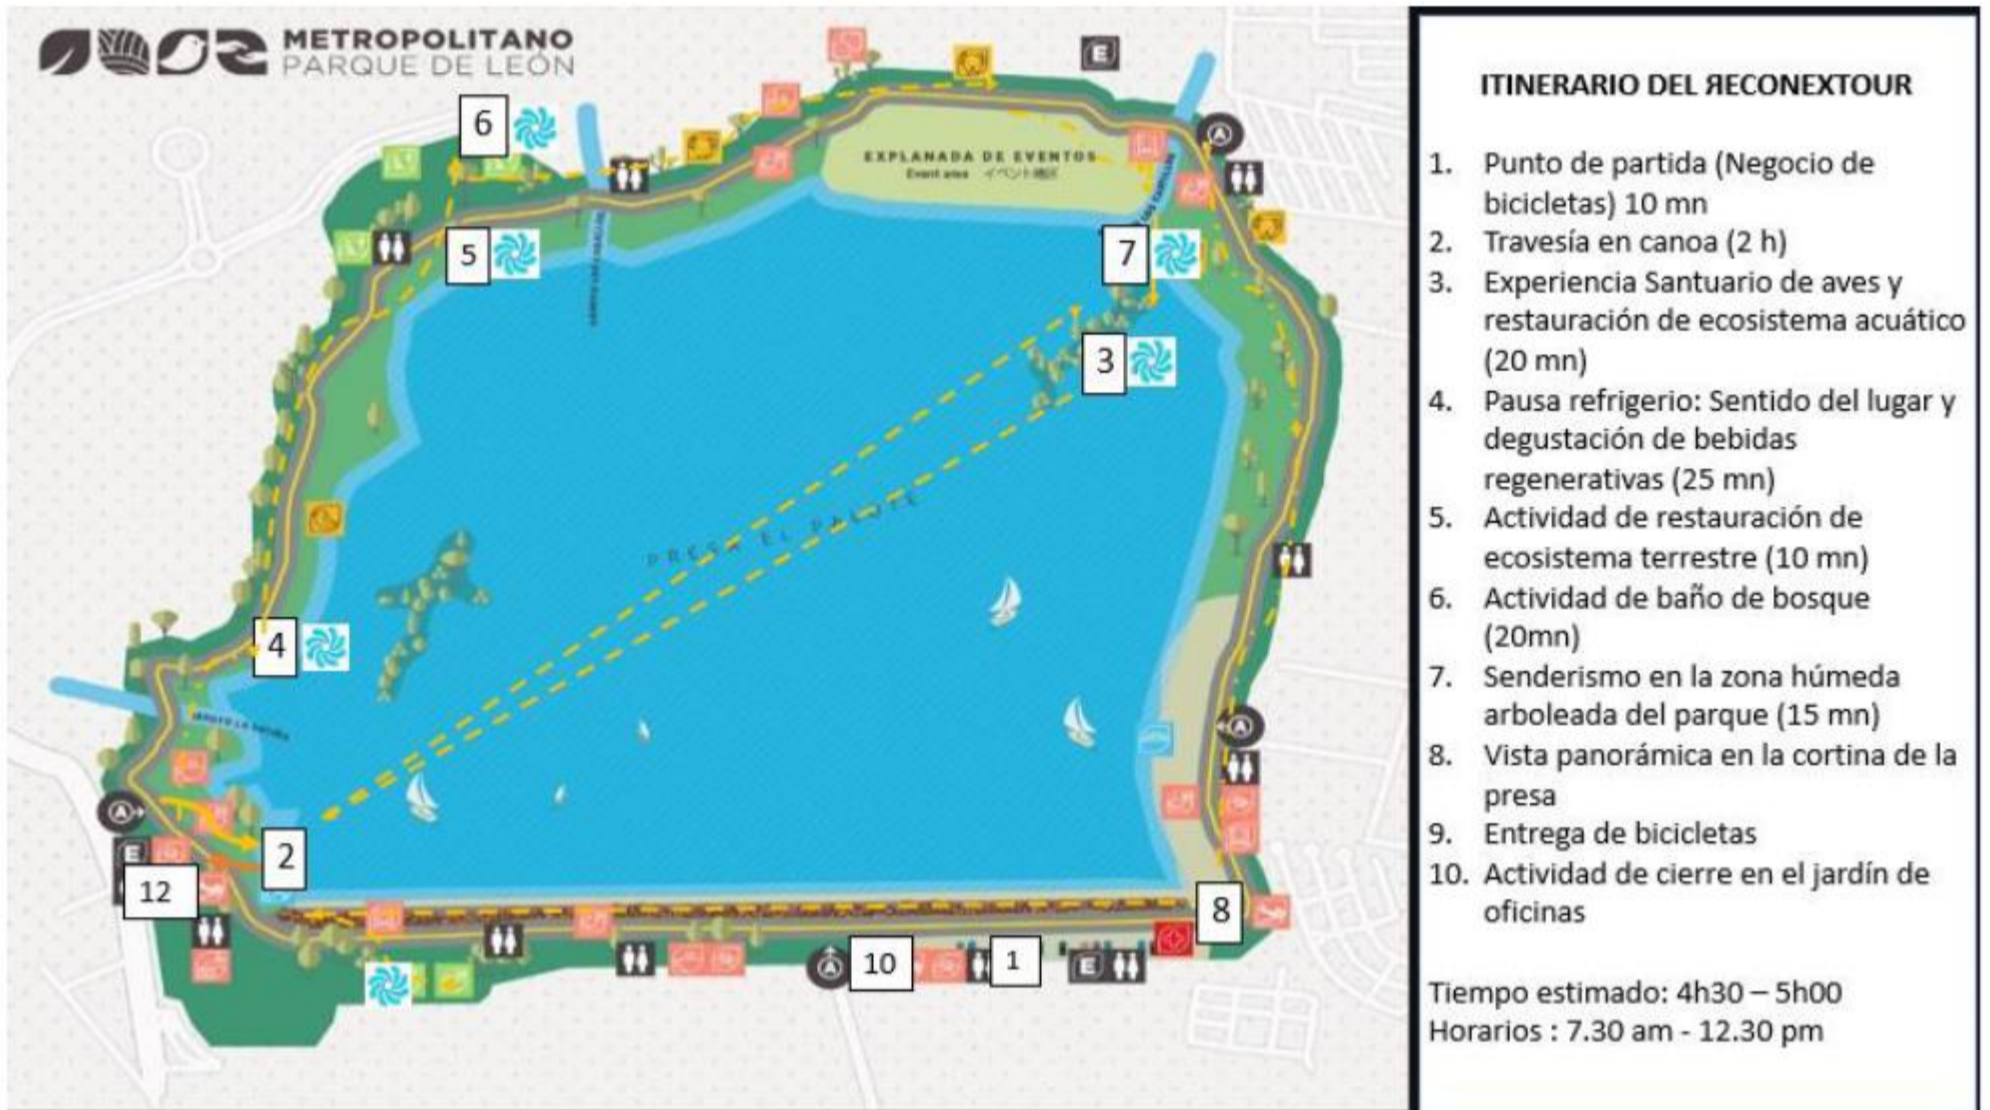 METROPOLITANO
PARQUE DE LEÓN
6
E
A
EXPLANADA DE EVENTOS
Event area イベント地区
5
7
3
PRESA EL PALOTE
4
A
A
E
2
12
8
A
10
1
E
ITINERARIO DEL ЯECONEXTOUR
1. Punto de partida (Negocio de
bicicletas) 10 mn
2. Travesía en canoa (2 h)
3. Experiencia Santuario de aves y
restauración de ecosistema acuático
(20 mn)
4. Pausa refrigerio: Sentido del lugar y
degustación de bebidas
regenerativas (25 mn)
5. Actividad de restauración de
ecosistema terrestre (10 mn)
6. Actividad de baño de bosque
(20mn)
7. Senderismo en la zona húmeda
arboleada del parque (15 mn)
8. Vista panorámica en la cortina de la
presa
9. Entrega de bicicletas
10. Actividad de cierre en el jardín de
oficinas
Tiempo estimado: 4h30 – 5h00
Horarios : 7.30 am - 12.30 pm